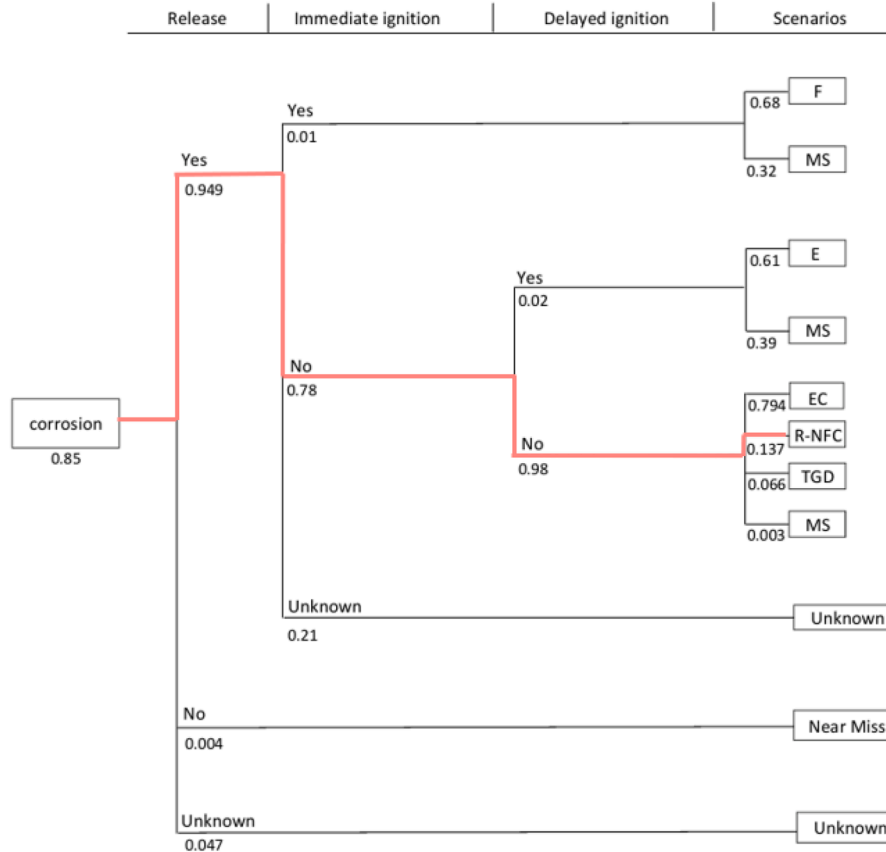 Release Immediate ignition Delayed ignition Scenarios
Yes
0.01
0.68 F
0.32 MS
Yes
0.949
Yes
0.02
0.61 E
0.39 MS
No
0.78
No
0.98
0.794 EC
0.137 R-NFC
0.066 TGD
0.003 MS
corrosion
0.85
Unknown
0.21
Unknown
No
0.004
Near Miss
Unknown
0.047
Unknown